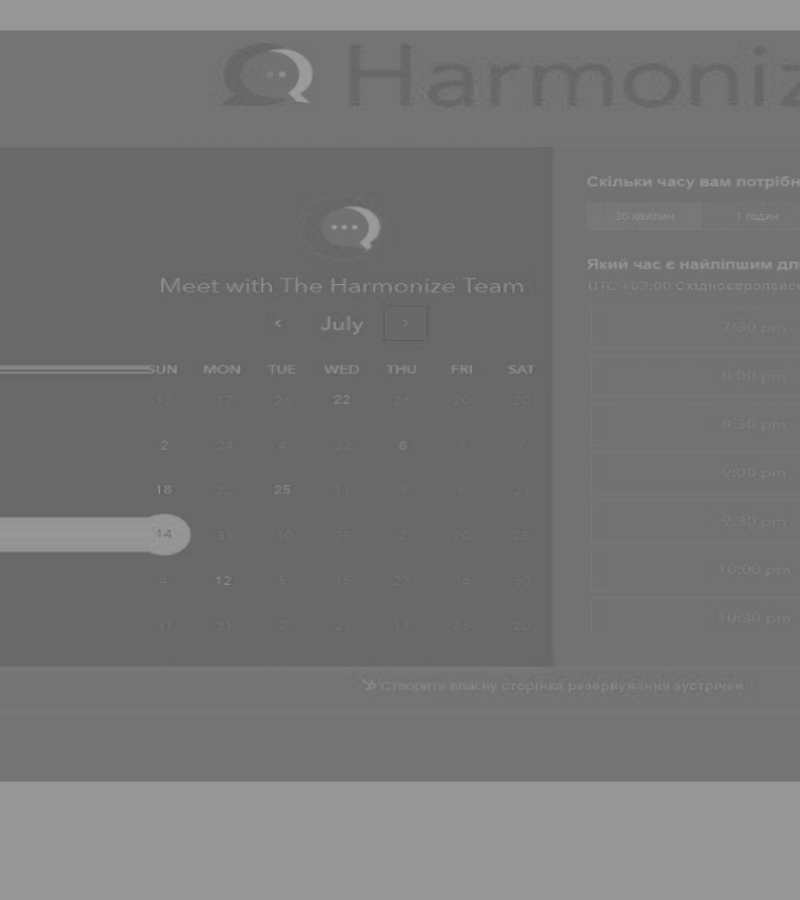 Harmoniz
Meet with The Harmonize Team
< July >
SUN MON TUE WED THU FRI SAT
13 17 26 22 26 20 20
2 24 4 22 8 7 7
18 22 25 11 9 6 21
14 31 10 28 2 20 25
4 12 5 15 27 16 30
31 31 2 21 11 26 20
Скільки часу вам потрібн
30 хвилин 1 годин
Який час є найліпшим дл
UTC +03:00 Східноєвропейсь
7:30 pm
8:00 pm
8:30 pm
9:00 pm
9:30 pm
10:00 pm
10:30 pm
Створити власну сторінка резервування зустрічей